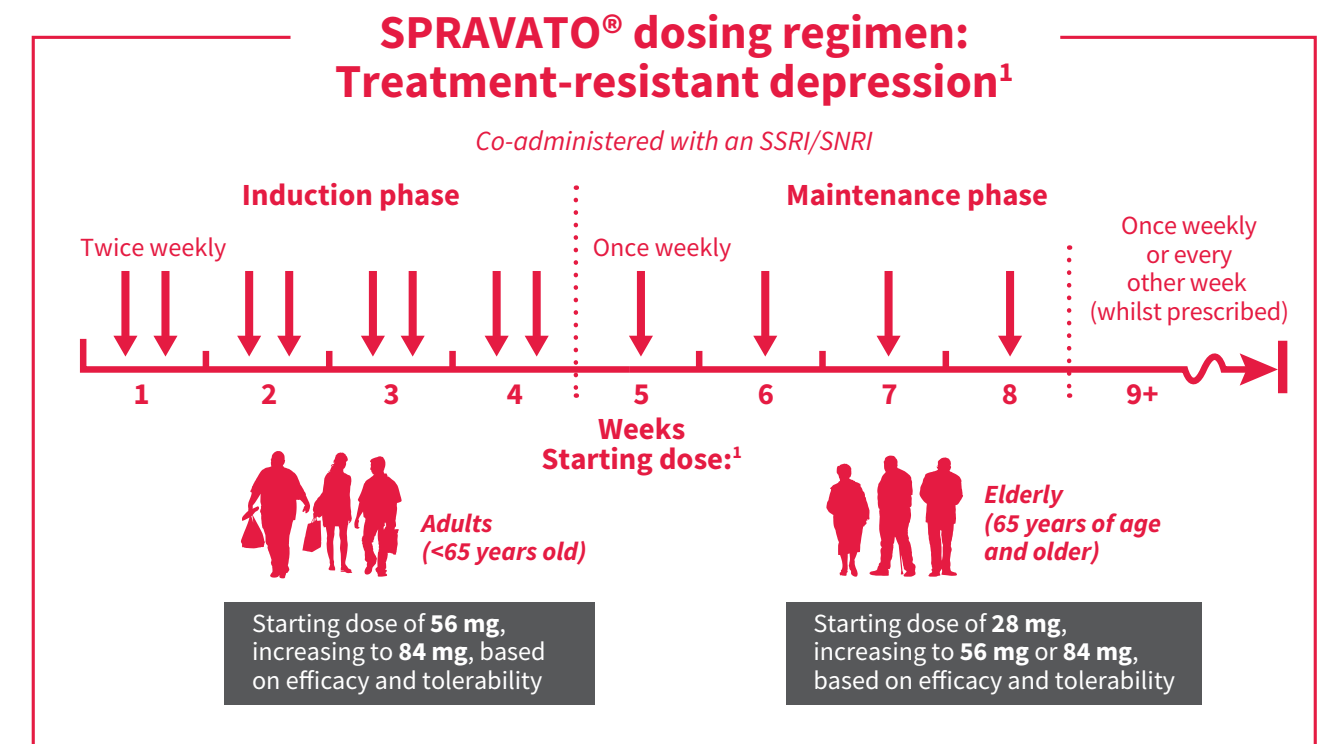 SPRAVATO® dosing regimen:
Treatment-resistant depression¹
Co-administered with an SSRI/SNRI
Induction phase
Maintenance phase
Twice weekly
Once weekly
Once weekly
or every
other week
(whilst prescribed)
1 2 3 4 5 6 7 8 9+
Weeks
Starting dose:¹
Adults
(<65 years old)
Starting dose of 56 mg,
increasing to 84 mg, based
on efficacy and tolerability
Elderly
(65 years of age
and older)
Starting dose of 28 mg,
increasing to 56 mg or 84 mg,
based on efficacy and tolerability